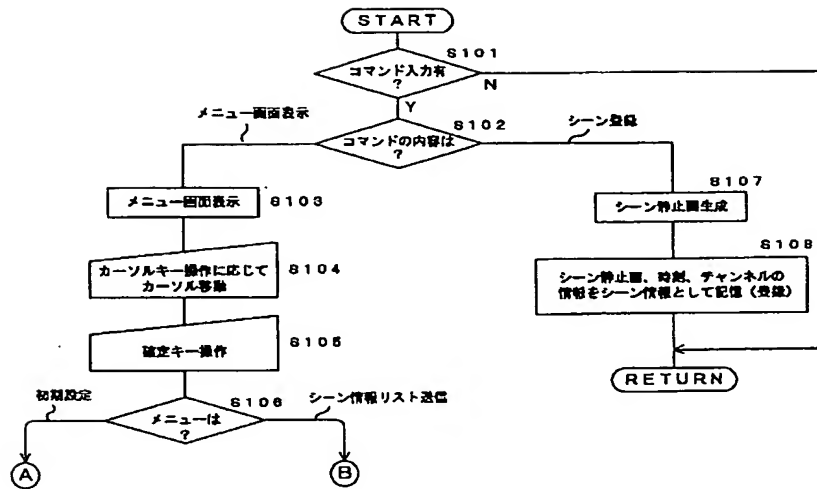 START
S101
コマンド入力有
?
N
Y
メニュー画面表示
S102
シーン登録
コマンドの内容は
?
メニュー画面表示
S103
S107
シーン静止画生成
カーソルキー操作に応じて
カーソル移動
S104
S108
シーン静止画、時刻、チャンネルの
情報をシーン情報として記憶(登録)
確定キー操作
S105
RETURN
初期設定
S106
シーン情報リスト送信
メニューは
?
A
B